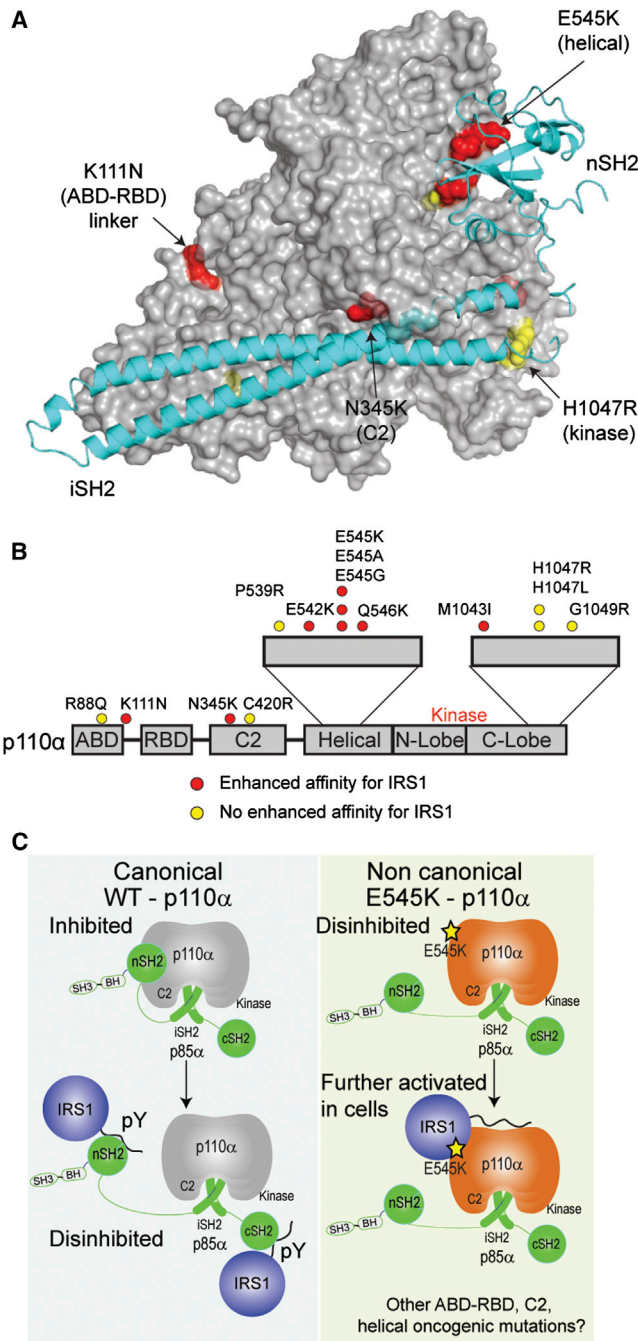 A
E545K
(helical)
nSH2
K111N
(ABD-RBD)
linker
N345K
(C2)
H1047R
(kinase)
iSH2
B
E545K
E545A
E545G
P539R
E542K
Q546K
H1047R
H1047L
M1043I
G1049R
R88Q
K111N
N345K
C420R
Kinase
p110α
ABD
RBD
C2
Helical
N-Lobe
C-Lobe
Enhanced affinity for IRS1
No enhanced affinity for IRS1
C
Canonical
WT - p110α
Inhibited
p110α
nSH2
SH3
BH
C2
Kinase
iSH2
p85α
cSH2
IRS1
pY
nSH2
SH3
BH
p110α
C2
Kinase
Disinhibited
iSH2
p85α
cSH2
pY
IRS1
Non canonical
E545K - p110α
Disinhibited
E545K
p110α
nSH2
SH3
BH
C2
Kinase
iSH2
p85α
cSH2
Further activated
in cells
IRS1
E545K
p110α
nSH2
SH3
BH
C2
Kinase
iSH2
p85α
cSH2
Other ABD-RBD, C2,
helical oncogenic mutations?